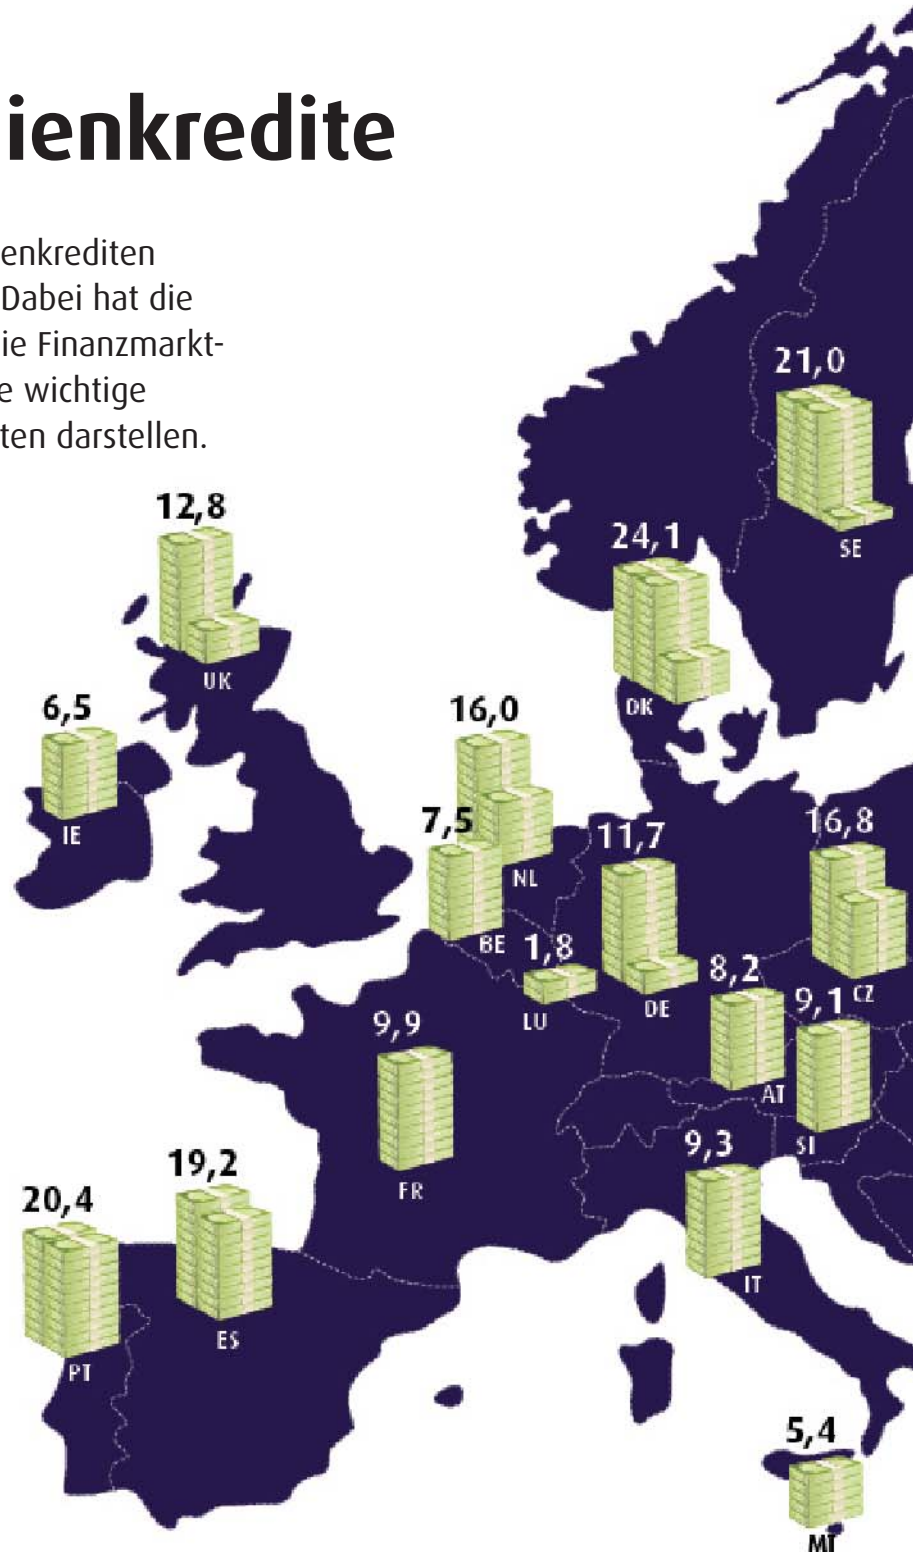 ienkredite
enkrediten
Dabei hat die
ie Finanzmarkt-
e wichtige
ten darstellen.
21,0
SE
12,8
UK
24,1
DK
6,5
IE
16,0
NL
7,5
BE
11,7
DE
16,8
CZ
1,8
LU
8,2
AT
9,1
SI
9,9
FR
9,3
IT
19,2
ES
20,4
PT
5,4
MT